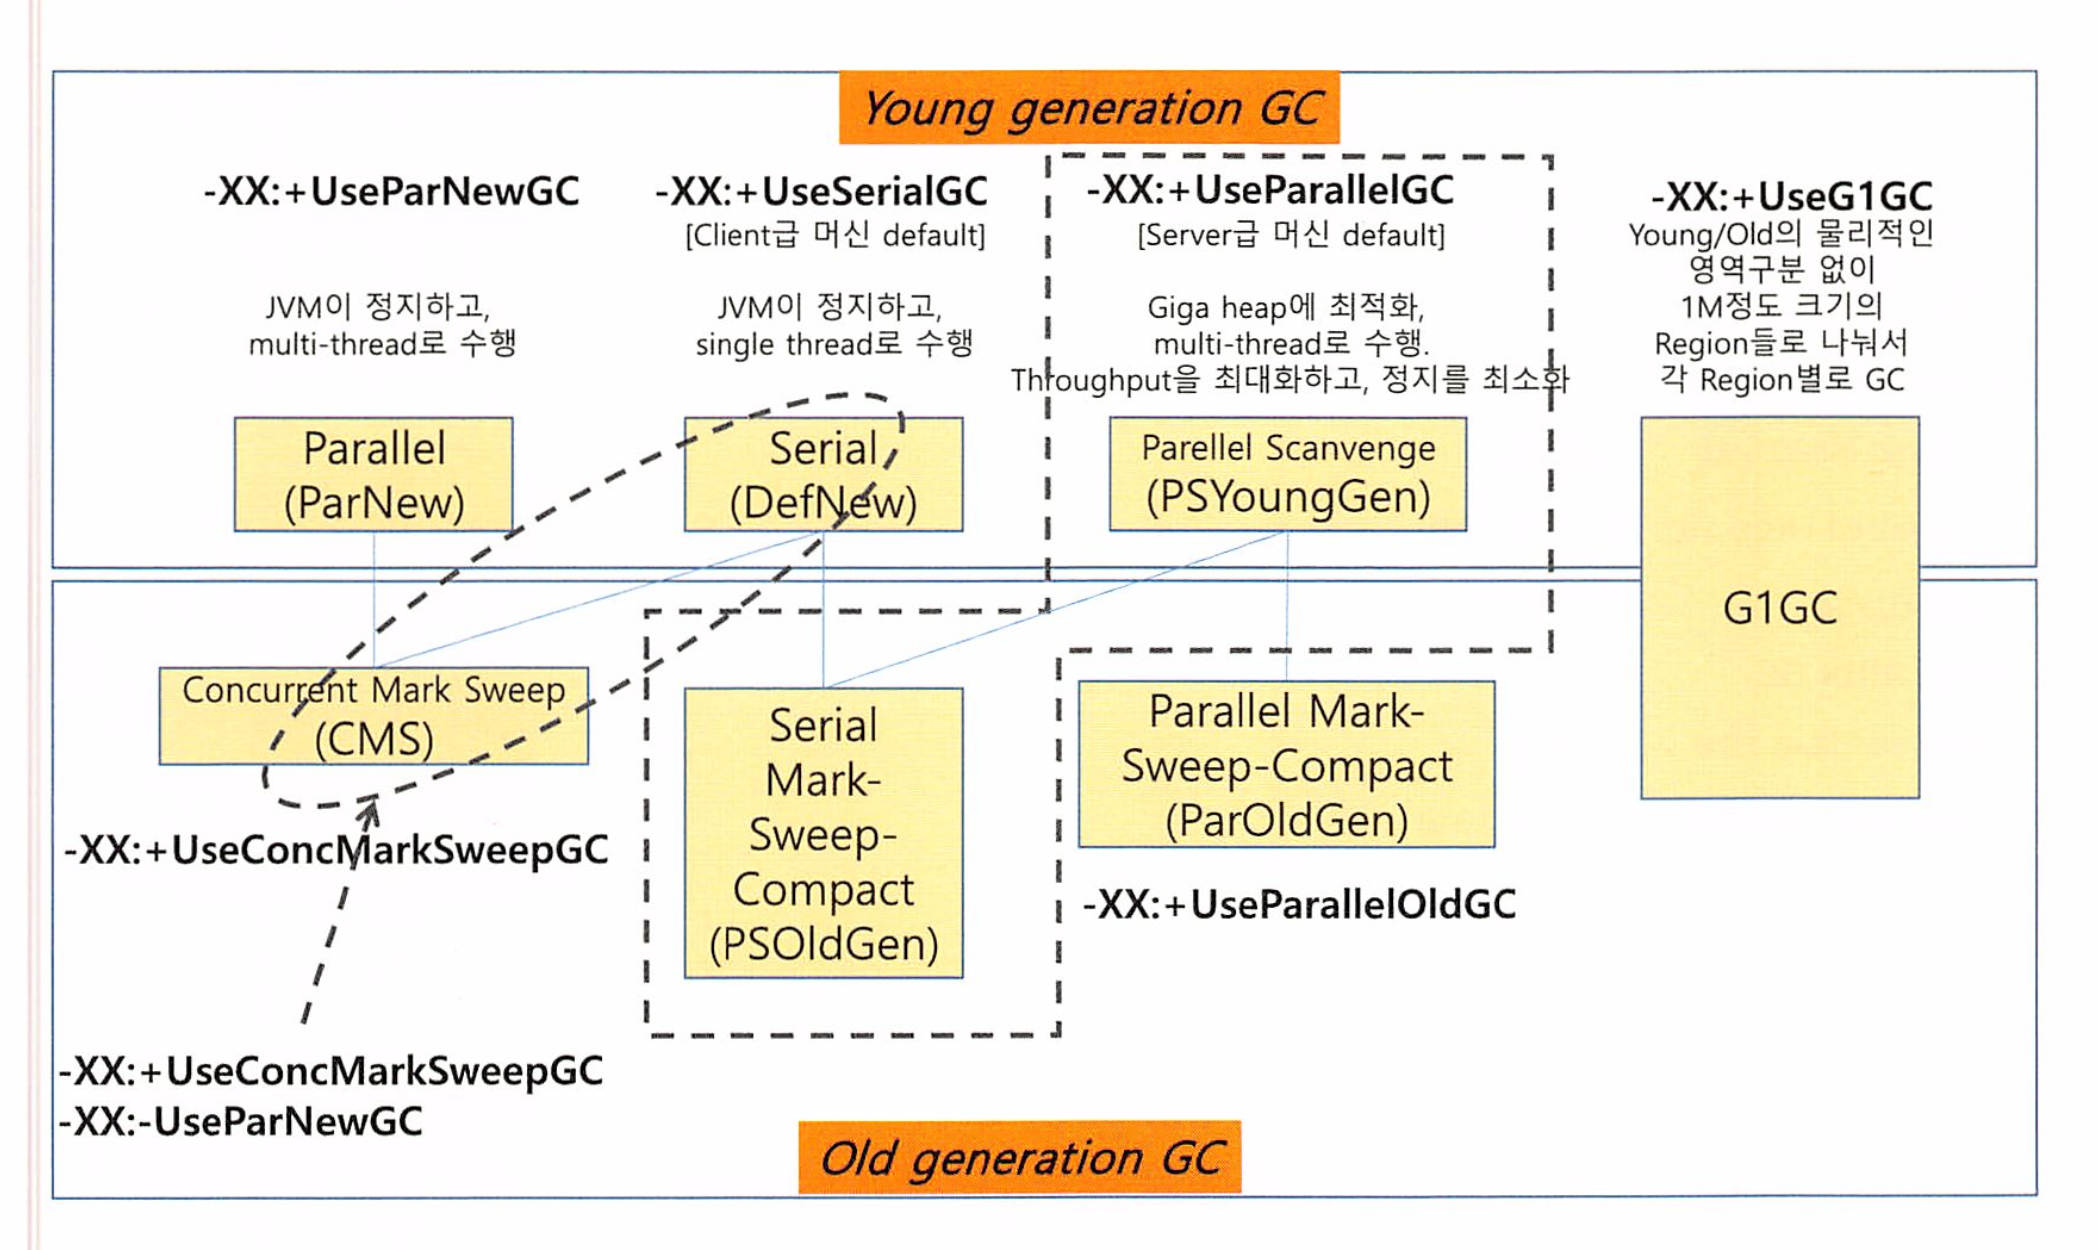 Young generation GC
-XX:+UseParNewGC
JVM이 정지하고,
multi-thread로 수행
Parallel
(ParNew)
-XX:+UseSerialGC
[Client급 머신 default]
JVM이 정지하고,
single thread로 수행
Serial
(DefNew)
-XX:+UseParallelGC
[Server급 머신 default]
Giga heap에 최적화,
multi-thread로 수행.
Throughput을 최대화하고, 정지를 최소화
Parellel Scanvenge
(PSYoungGen)
-XX:+UseG1GC
Young/Old의 물리적인
영역구분 없이
1M정도 크기의
Region들로 나눠서
각 Region별로 GC
G1GC
Concurrent Mark Sweep
(CMS)
-XX:+UseConcMarkSweepGC
-XX:+UseConcMarkSweepGC
-XX:-UseParNewGC
Serial
Mark-
Sweep-
Compact
(PSOldGen)
Parallel Mark-
Sweep-Compact
(ParOldGen)
-XX:+UseParallelOldGC
Old generation GC